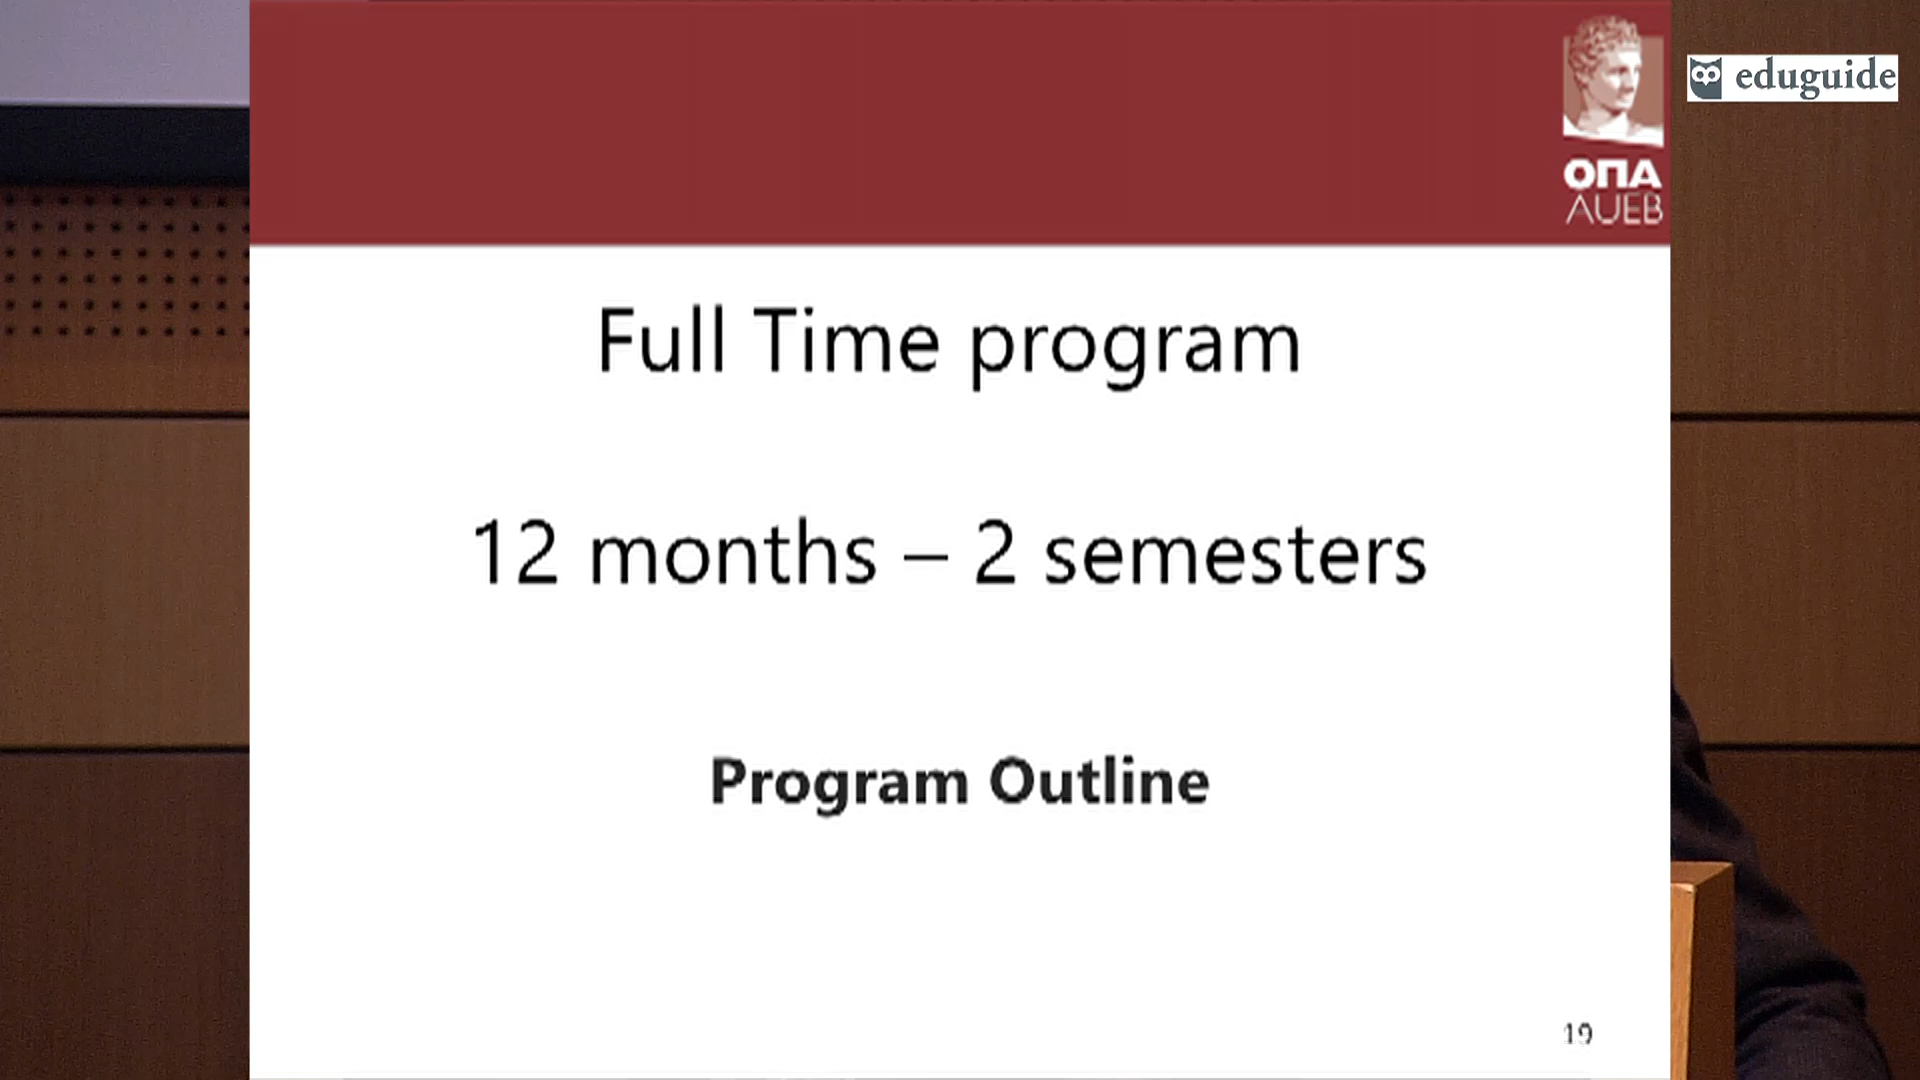 ΟΠΑ
AUEB
eduguide
Full Time program
12 months – 2 semesters
Program Outline
19